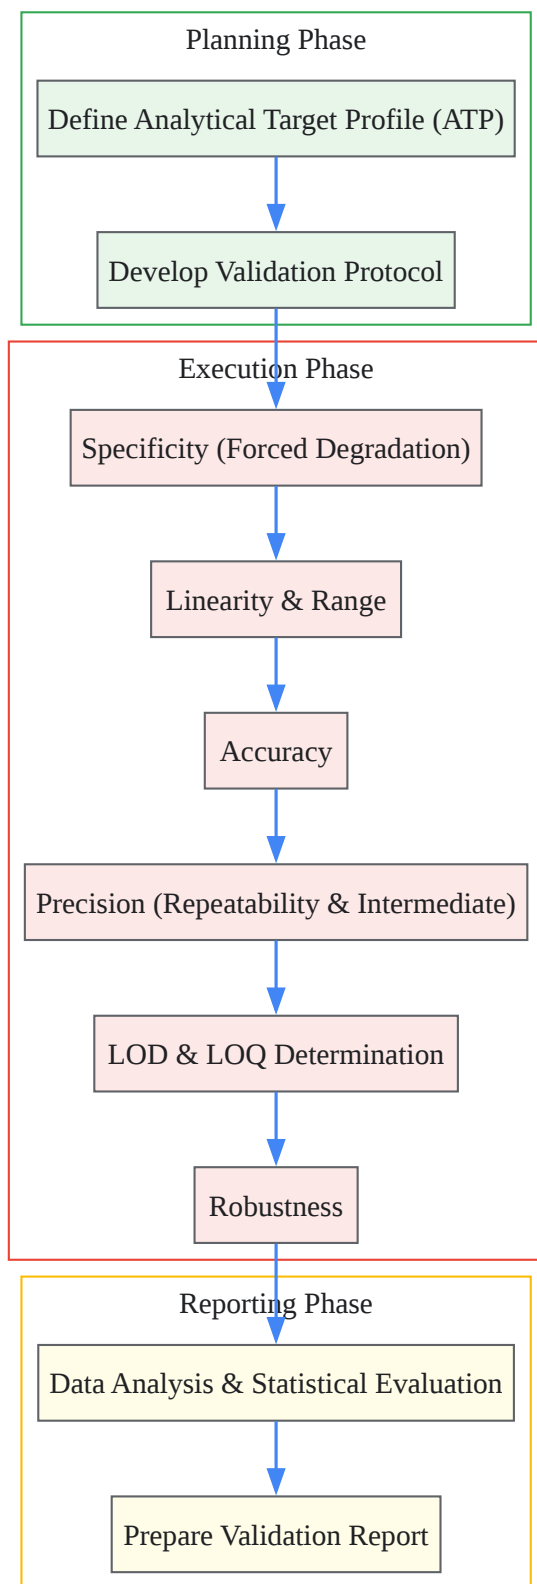 Planning Phase
Define Analytical Target Profile (ATP)
Develop Validation Protocol
Execution Phase
Specificity (Forced Degradation)
Linearity & Range
Accuracy
Precision (Repeatability & Intermediate)
LOD & LOQ Determination
Robustness
Reporting Phase
Data Analysis & Statistical Evaluation
Prepare Validation Report